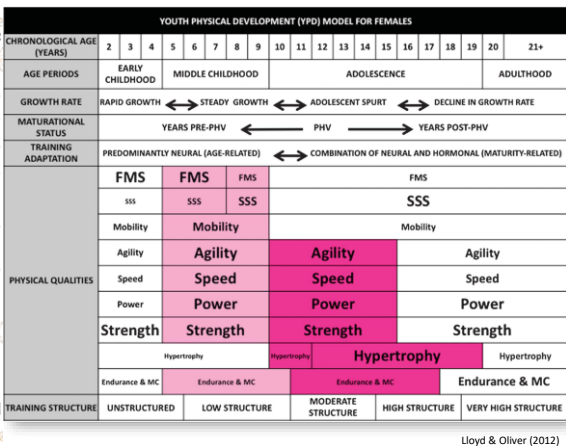 YOUTH PHYSICAL DEVELOPMENT (YPD) MODEL FOR FEMALES
CHRONOLOGICAL AGE (YEARS) 2 3 4 5 6 7 8 9 10 11 12 13 14 15 16 17 18 19 20 21+
AGE PERIODS EARLY CHILDHOOD MIDDLE CHILDHOOD ADOLESCENCE ADULTHOOD
GROWTH RATE RAPID GROWTH ↔ STEADY GROWTH ↔ ADOLESCENT SPURT ↔ DECLINE IN GROWTH RATE
MATURATIONAL STATUS YEARS PRE-PHV ← PHV → YEARS POST-PHV
TRAINING ADAPTATION PREDOMINANTLY NEURAL (AGE-RELATED) ↔ COMBINATION OF NEURAL AND HORMONAL (MATURITY-RELATED)
PHYSICAL QUALITIES
FMS FMS FMS FMS
SSS SSS SSS SSS
Mobility Mobility Mobility
Agility Agility Agility Agility
Speed Speed Speed Speed
Power Power Power Power
Strength Strength Strength Strength
Hypertrophy Hypertrophy Hypertrophy Hypertrophy
Endurance & MC Endurance & MC Endurance & MC Endurance & MC
TRAINING STRUCTURE UNSTRUCTURED LOW STRUCTURE MODERATE STRUCTURE HIGH STRUCTURE VERY HIGH STRUCTURE
Lloyd & Oliver (2012)